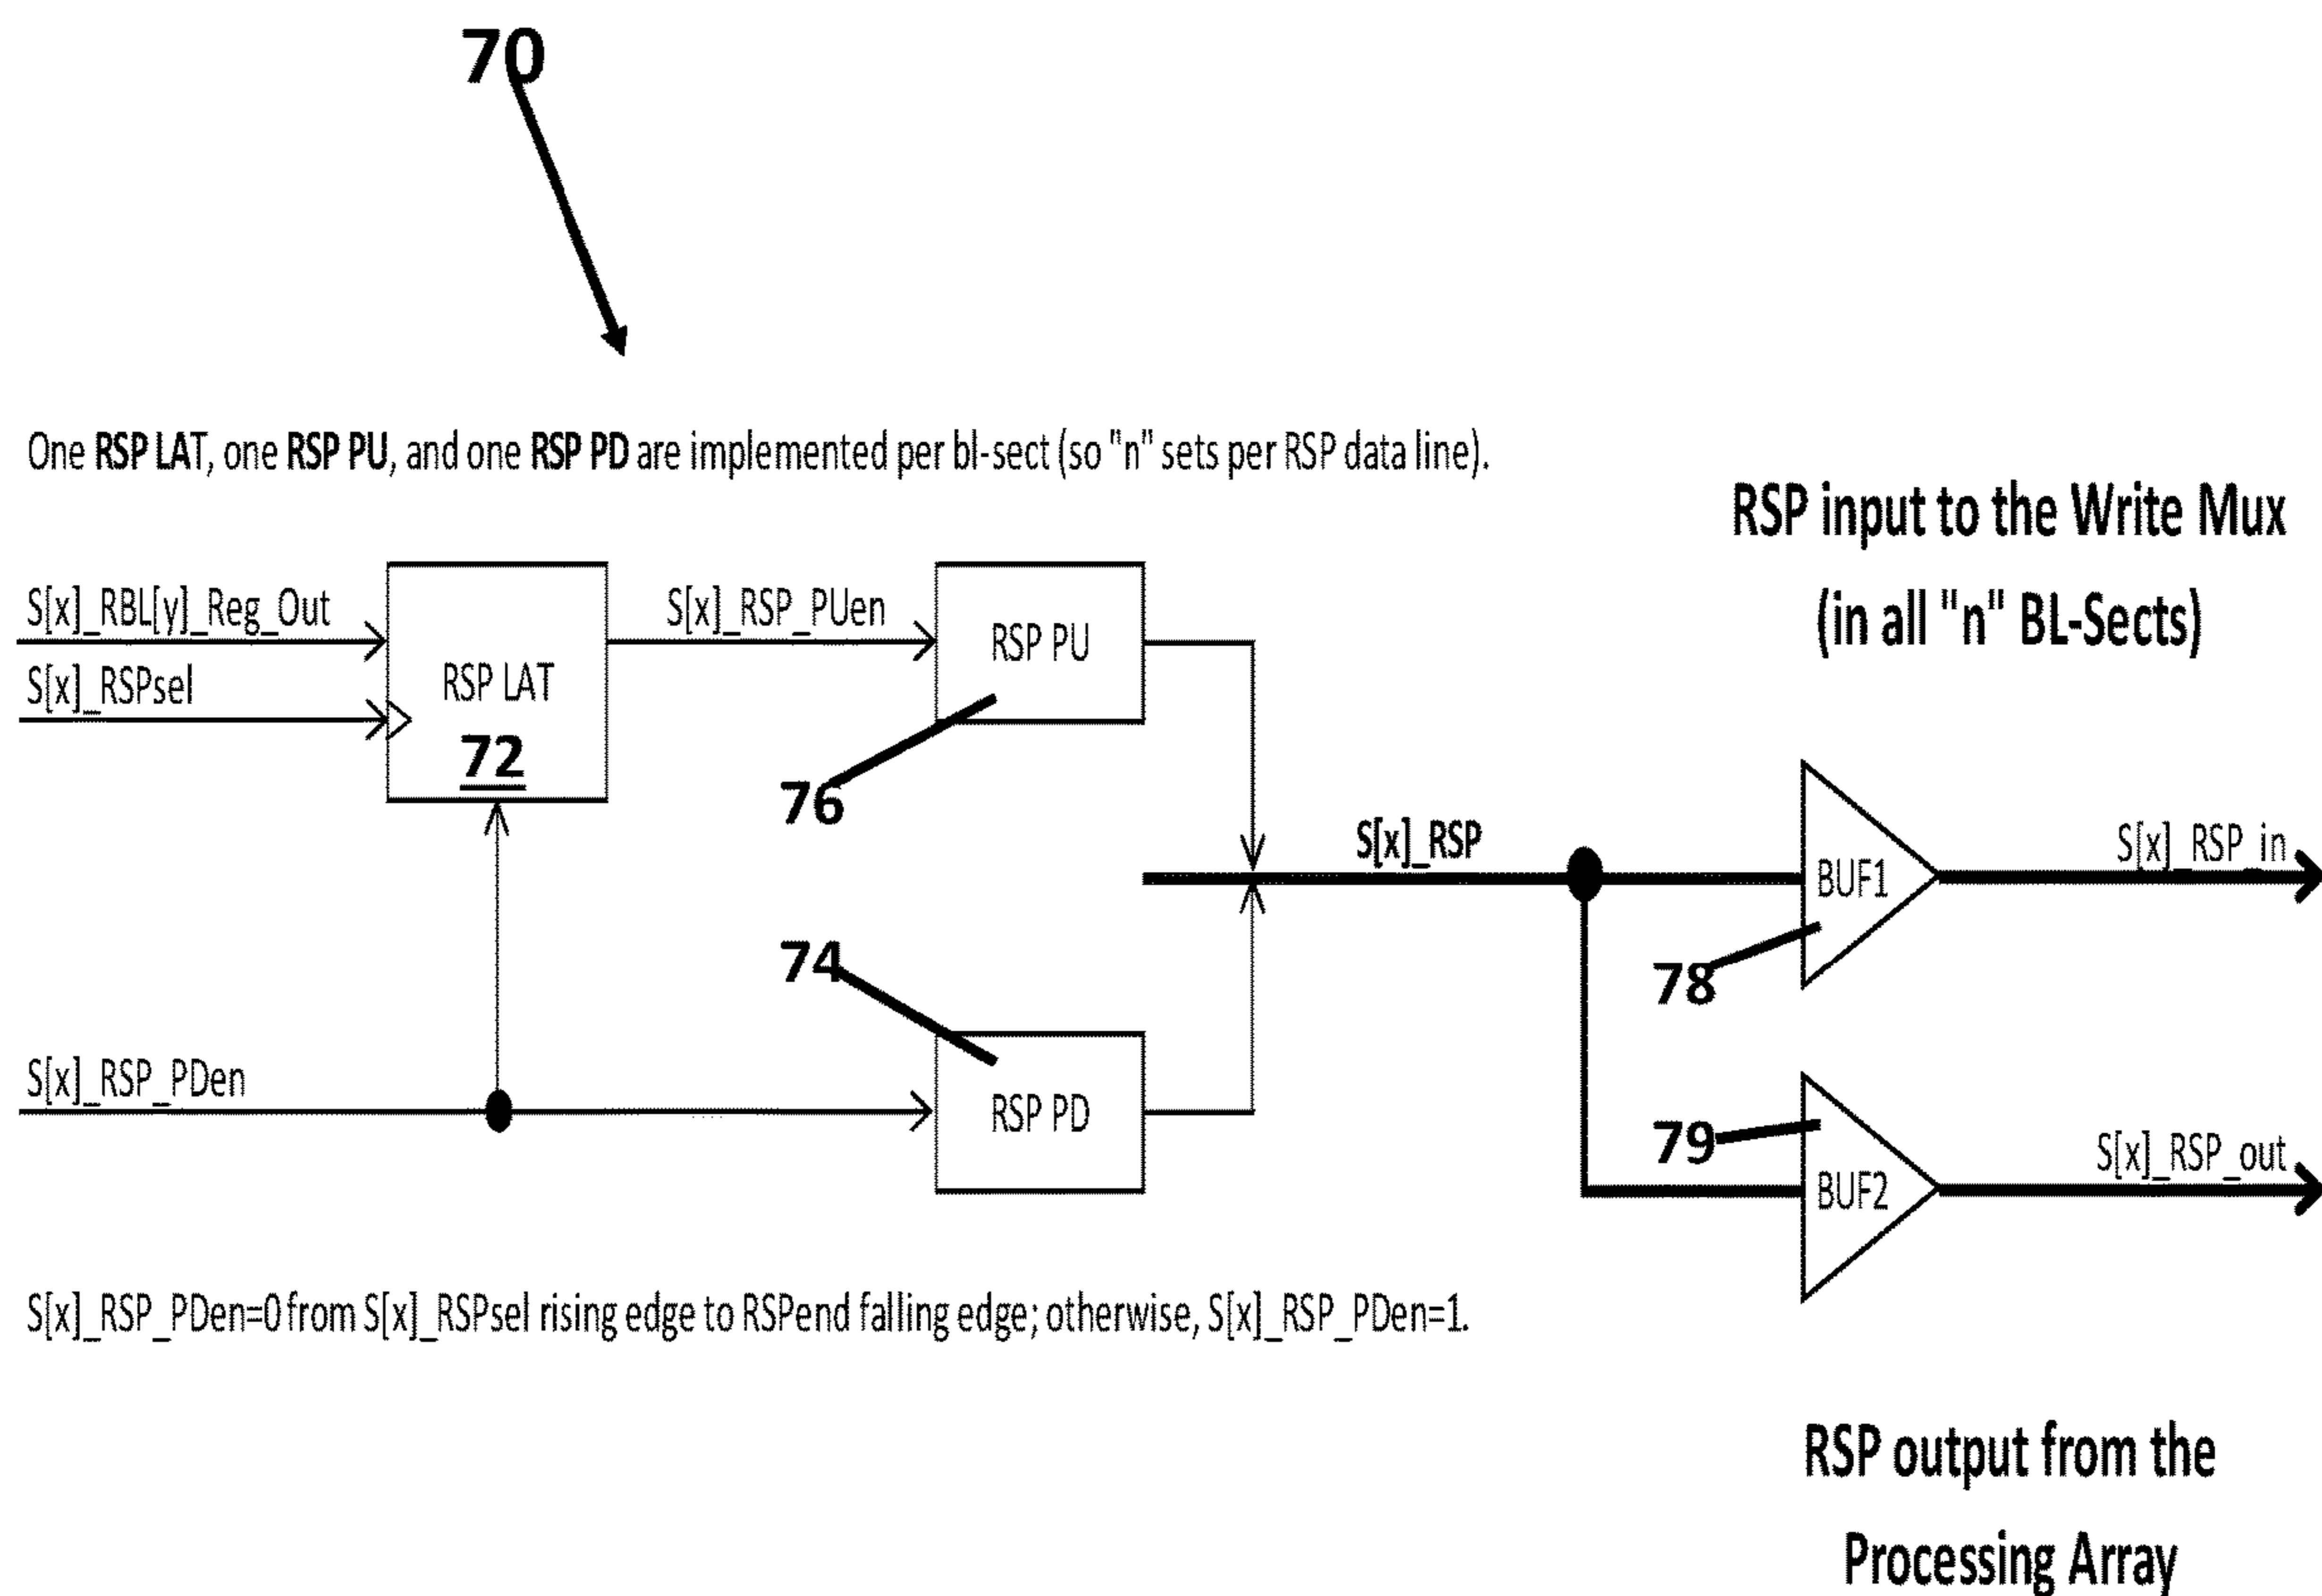 70
One RSP LAT, one RSP PU, and one RSP PD are implemented per bl-sect (so "n" sets per RSP data line).
RSP input to the Write Mux
(in all "n" BL-Sects)
S[x]_RBL[y]_Reg_Out
S[x]_RSPsel
RSP LAT
72
S[x]_RSP_PUen
RSP PU
76
S[x]_RSP
BUF1
78
S[x]_RSP_in
74
S[x]_RSP_PDen
RSP PD
79
BUF2
S[x]_RSP_out
S[x]_RSP_PDen=0 from S[x]_RSPsel rising edge to RSPend falling edge; otherwise, S[x]_RSP_PDen=1.
RSP output from the
Processing Array